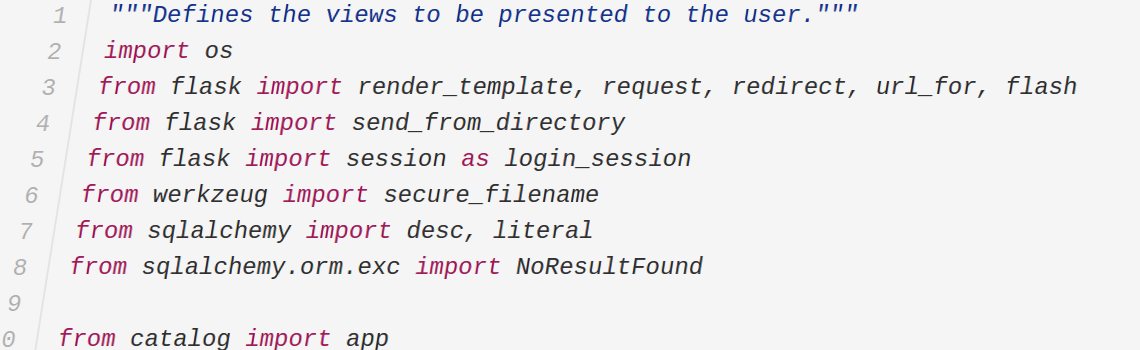 1 """Defines the views to be presented to the user."""
2 import os
3 from flask import render_template, request, redirect, url_for, flash
4 from flask import send_from_directory
5 from flask import session as login_session
6 from werkzeug import secure_filename
7 from sqlalchemy import desc, literal
8 from sqlalchemy.orm.exc import NoResultFound
9
0 from catalog import app